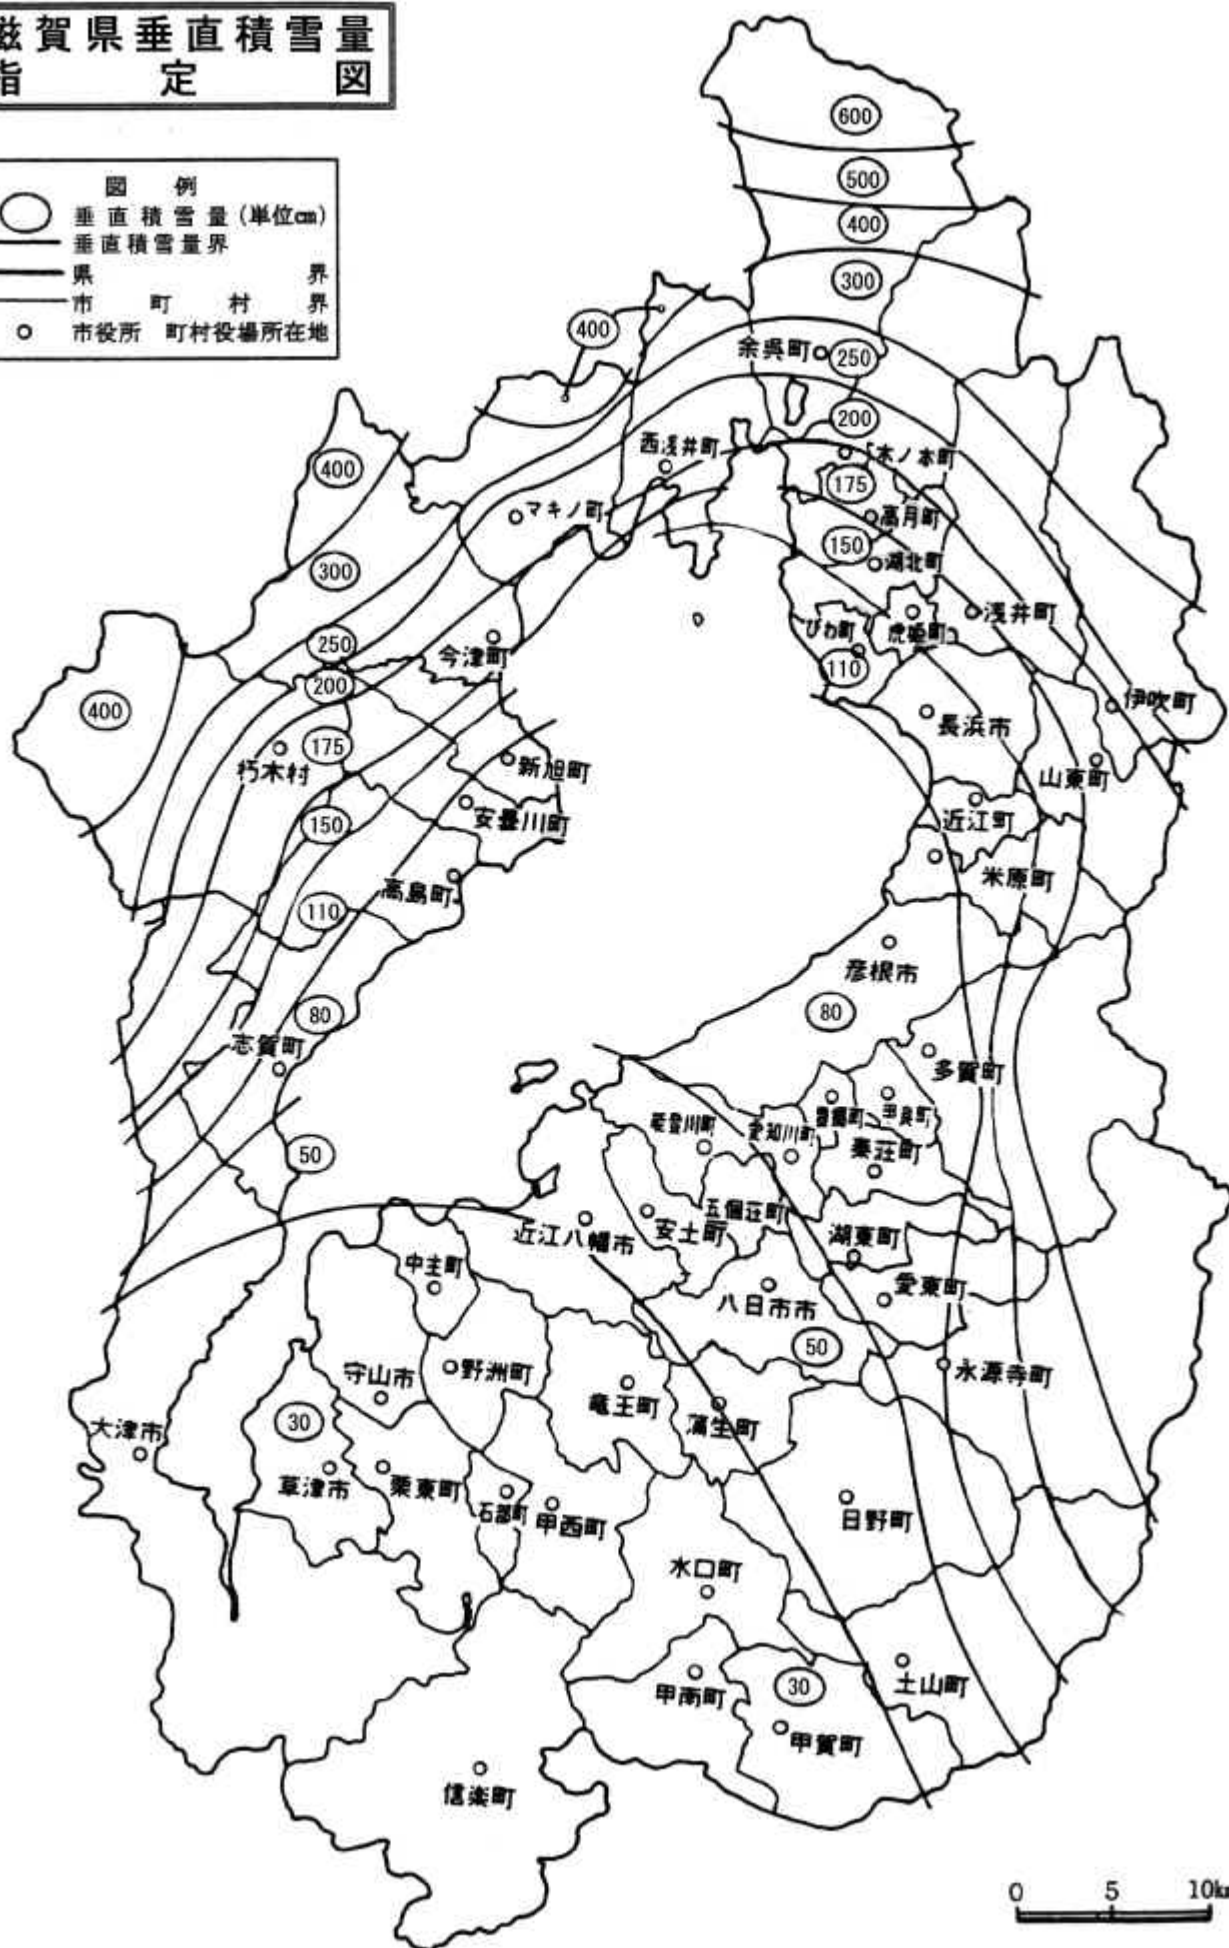 滋賀県垂直積雪量
指定図
図例
垂直積雪量(単位cm)
垂直積雪量界
県界
市町村界
市役所 町村役場所在地
600
500
400
300
400
余呉町
250
200
西浅井町
木ノ本町
400
175
マキノ町
高月町
150
湖北町
300
びわ町
虎姫町
浅井町
250
今津町
110
200
400
伊吹町
長浜市
175
朽木村
新旭町
山東町
150
安曇川町
近江町
高島町
米原町
110
彦根市
80
80
志賀町
多賀町
能登川町
愛知川町
豊郷町
甲良町
50
秦荘町
近江八幡市
安土町
五個荘町
湖東町
中主町
八日市市
愛東町
50
守山市
野洲町
永源寺町
竜王町
蒲生町
30
大津市
草津市
栗東町
石部町
甲西町
日野町
水口町
土山町
甲南町
30
甲賀町
信楽町
0 5 10km